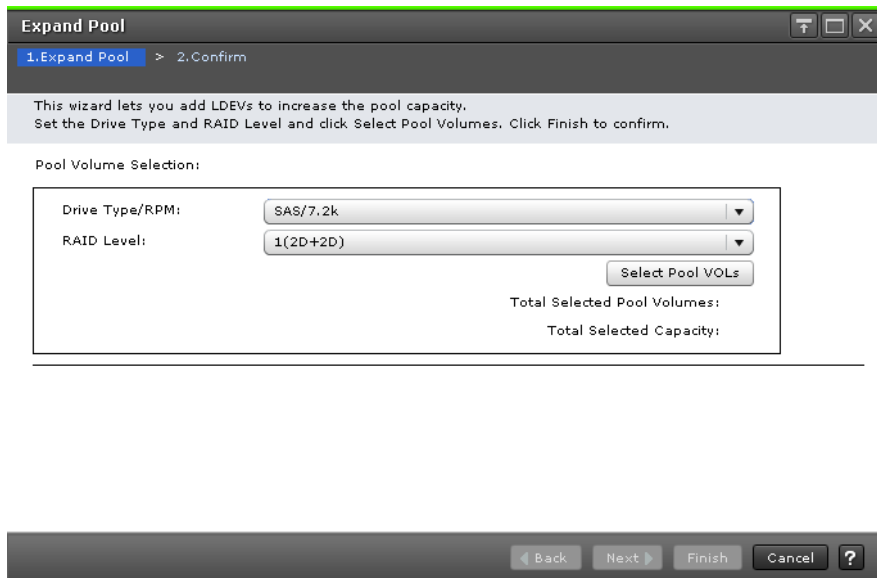 Expand Pool
1.Expand Pool > 2.Confirm
This wizard lets you add LDEVs to increase the pool capacity.
Set the Drive Type and RAID Level and click Select Pool Volumes. Click Finish to confirm.
Pool Volume Selection:
Drive Type/RPM: SAS/7.2k
RAID Level: 1(2D+2D)
Select Pool VOLs
Total Selected Pool Volumes:
Total Selected Capacity:
Back Next Finish Cancel ?